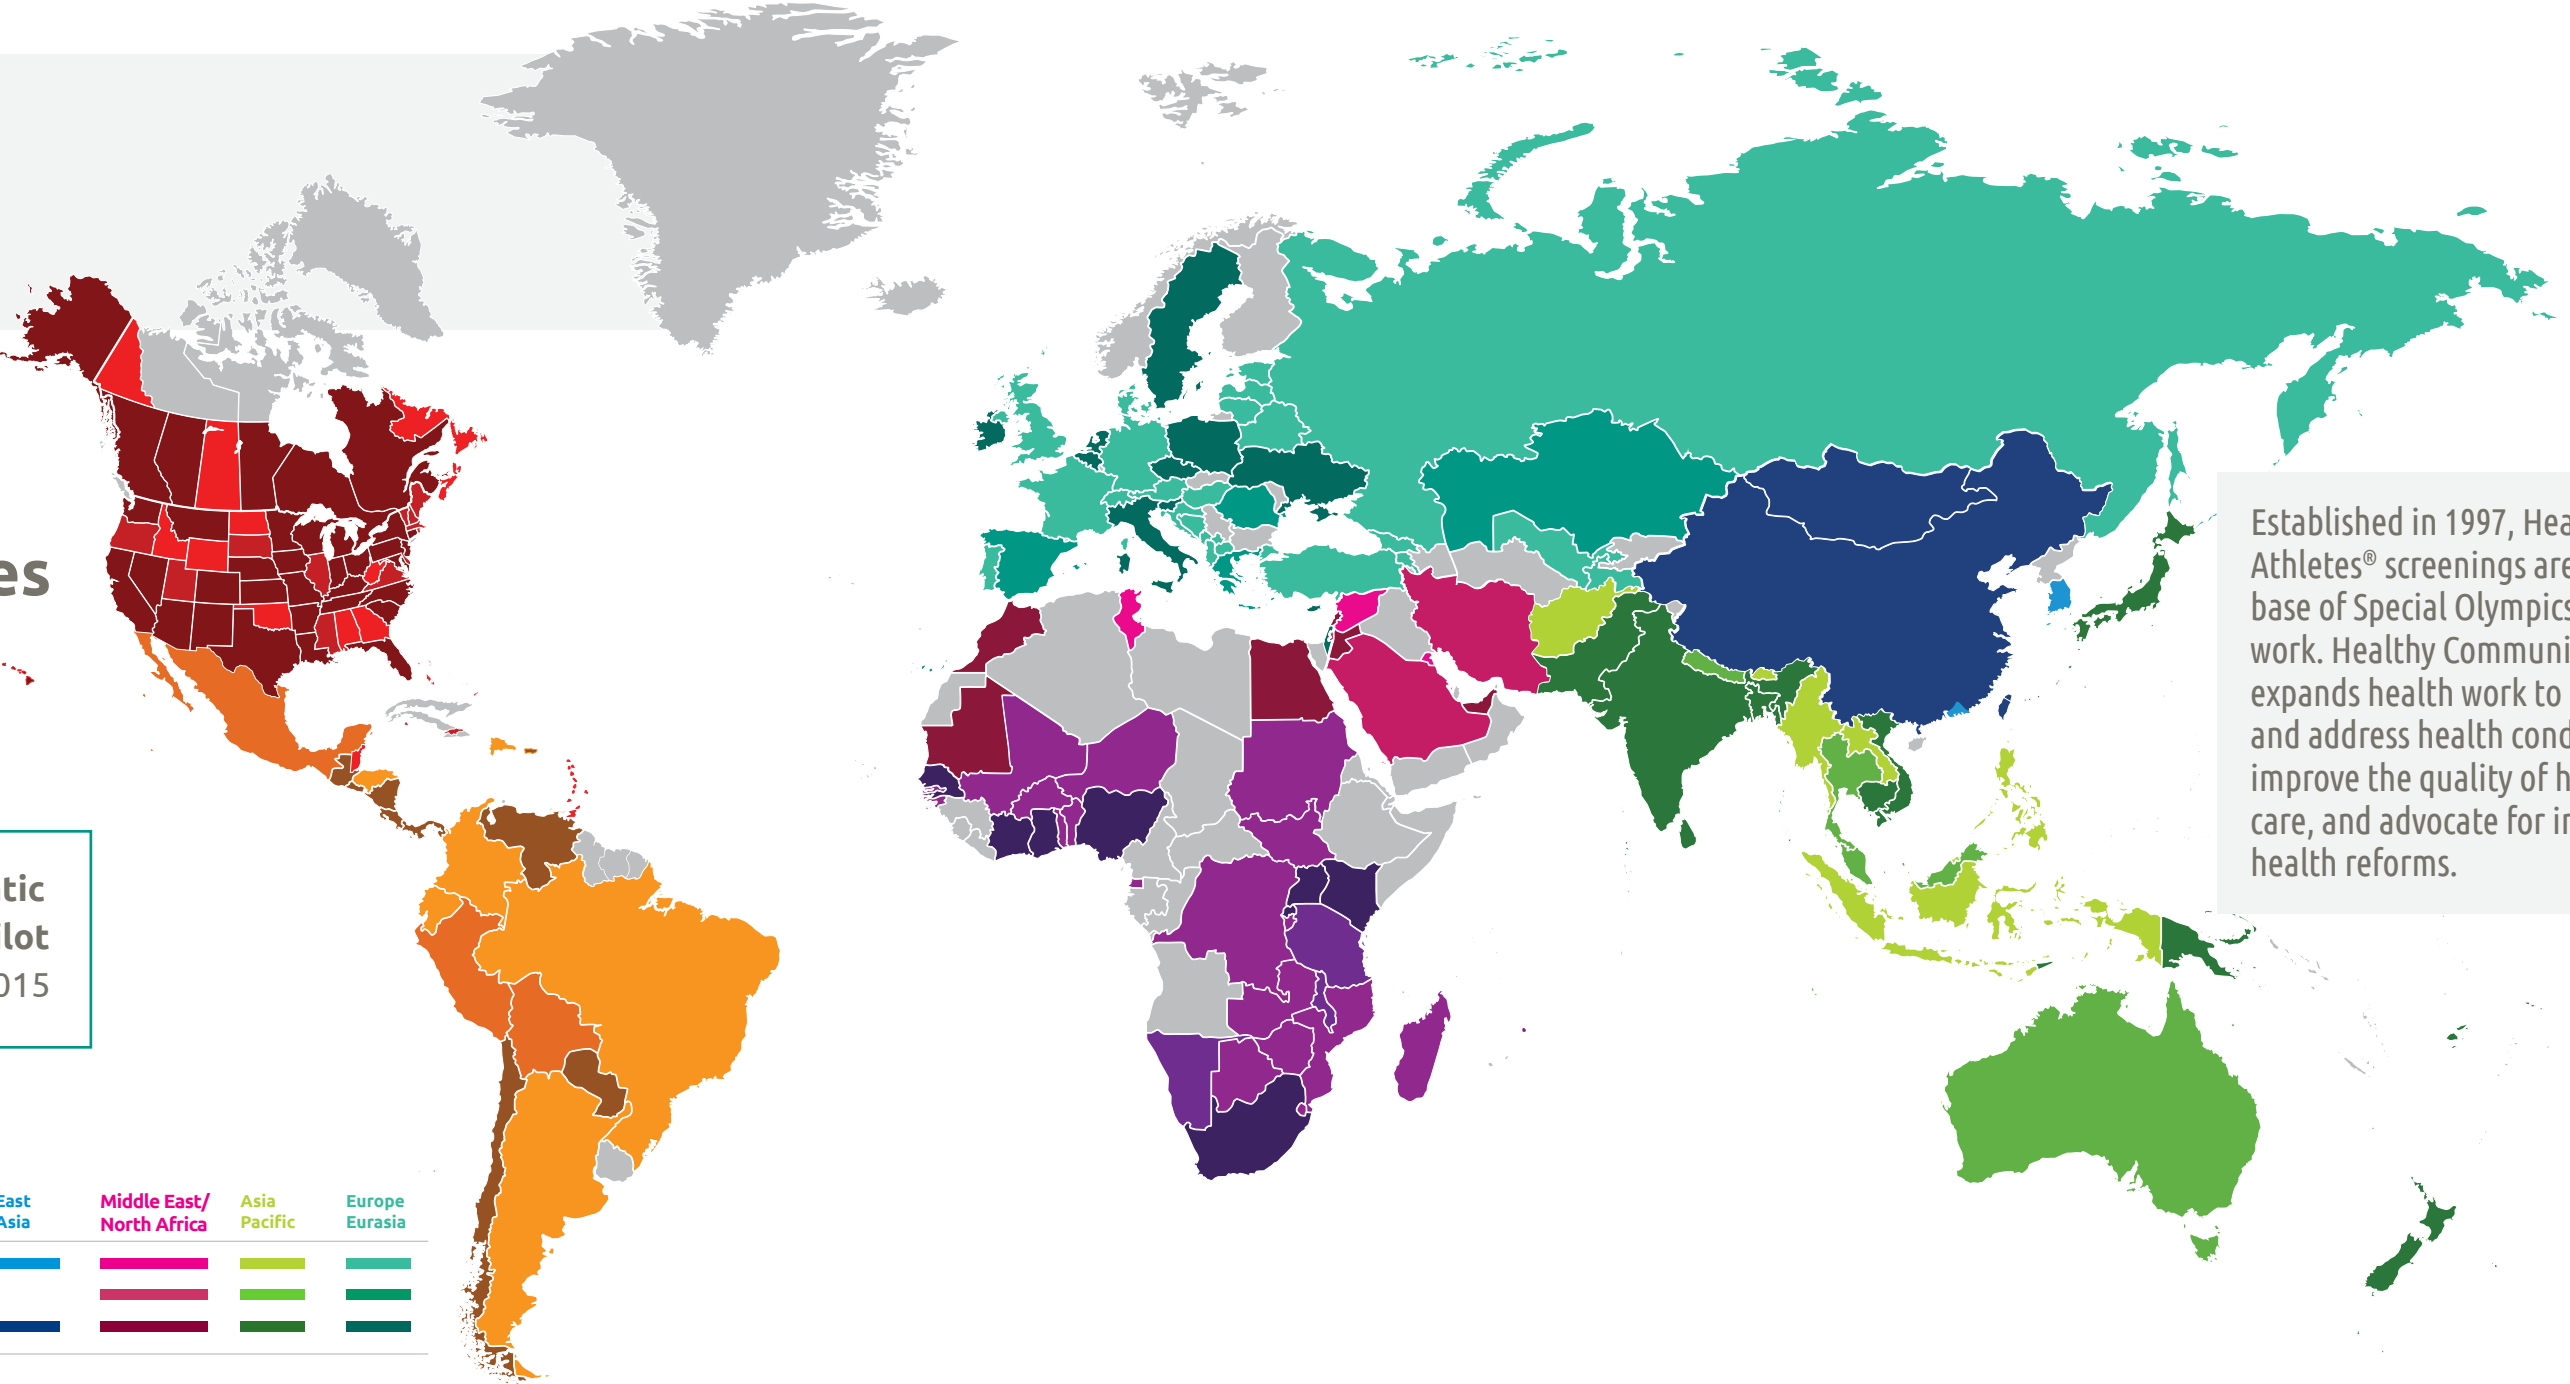 es
tic
ilot
015
East
Asia
Middle East/
North Africa
Asia
Pacific
Europe
Eurasia
Established in 1997, Hea
Athletes® screenings are
base of Special Olympics
work. Healthy Communi
expands health work to
and address health cond
improve the quality of h
care, and advocate for in
health reforms.